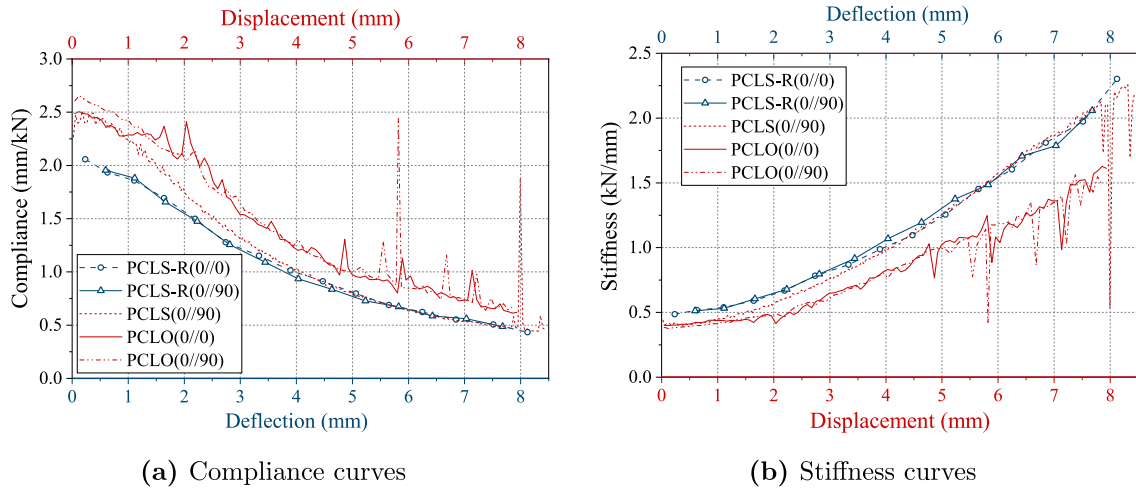 Displacement (mm)
0 1 2 3 4 5 6 7 8
3.0
2.5
2.0
1.5
1.0
0.5
0.0
Compliance (mm/kN)
PCLS-R(0//0)
PCLS-R(0//90)
PCLS(0//90)
PCLO(0//0)
PCLO(0//90)
0 1 2 3 4 5 6 7 8
Deflection (mm)
(a) Compliance curves
Deflection (mm)
0 1 2 3 4 5 6 7 8
2.5
2.0
1.5
1.0
0.5
0.0
Stiffness (kN/mm)
PCLS-R(0//0)
PCLS-R(0//90)
PCLS(0//90)
PCLO(0//0)
PCLO(0//90)
0 1 2 3 4 5 6 7 8
Displacement (mm)
(b) Stiffness curves